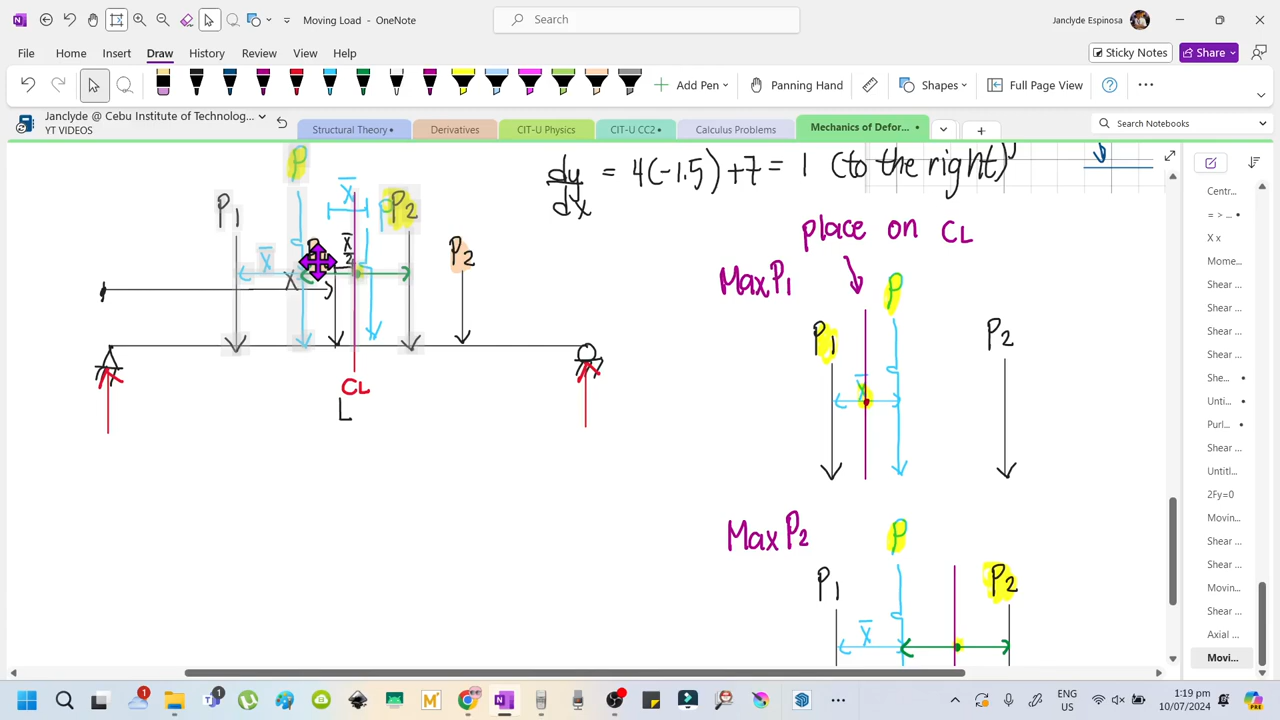 Moving Load - OneNote
Search
Janclyde Espinosa
File Home Insert Draw History Review View Help
Sticky Notes
Share
Add Pen
Panning Hand
Shapes
Full Page View
Janclyde @ Cebu Institute of Technolog...
YT VIDEOS
Structural Theory
Derivatives
CIT-U Physics
CIT-U CC2
Calculus Problems
Mechanics of Defor...
Search Notebooks
dy/dx = 4(-1.5)+7 = 1 (to the right)
P
P1
x̄
P2
x̄
x̄/2
P2
X
CL
L
place on CL
Max P1
P
P1
P2
x̄
Max P2
P
P1
P2
x̄
Centr...
= > ...
X x
Mome...
Shear ...
Shear ...
Shear ...
Shear ...
She...
Unti...
Purl...
Shear ...
Untitl...
2Fy=0
Movin...
Shear ...
Shear ...
Movin...
Shear ...
Axial ...
Movi...
ENG
PH
1:19 pm
10/07/2024